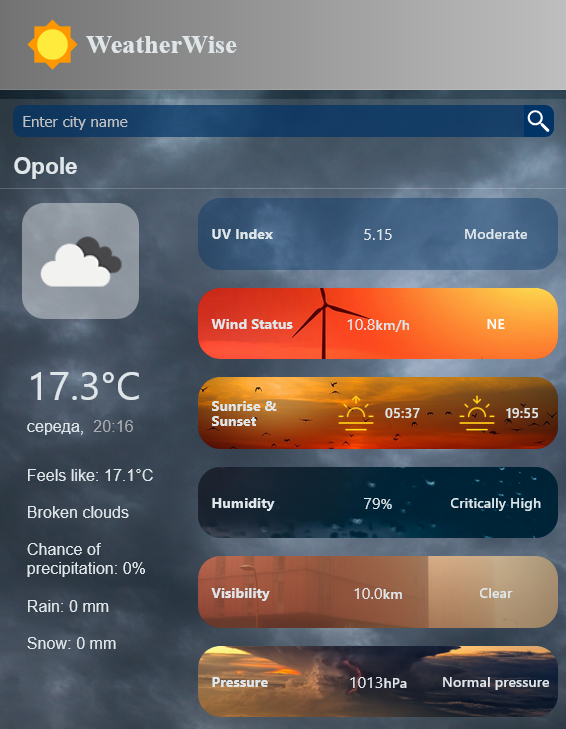 WeatherWise
Enter city name
Opole
17.3°C
середа, 20:16
Feels like: 17.1°C
Broken clouds
Chance of
precipitation: 0%
Rain: 0 mm
Snow: 0 mm
UV Index 5.15 Moderate
Wind Status 10.8km/h NE
Sunrise &
Sunset 05:37 19:55
Humidity 79% Critically High
Visibility 10.0km Clear
Pressure 1013hPa Normal pressure